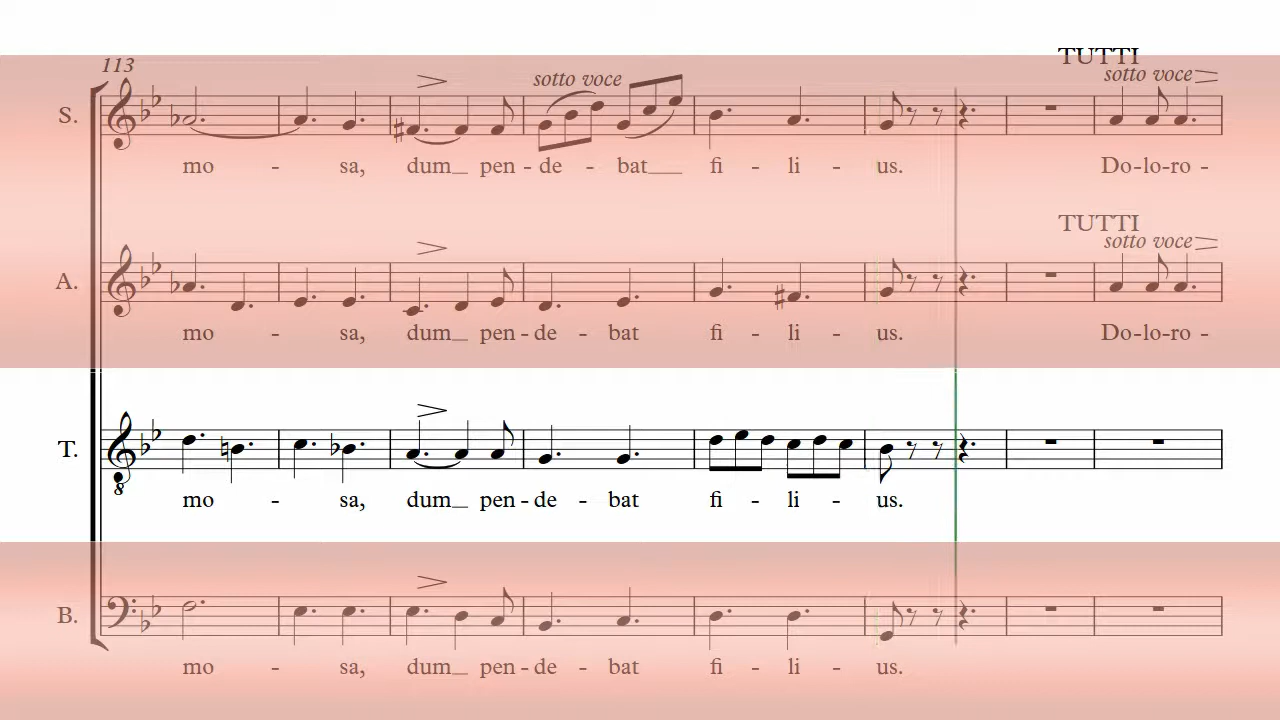 TUTTI
113
sotto voce
sotto voce
S.
mo - sa, dum_ pen - de - bat_ fi - li - us. Do - lo - ro -
TUTTI
sotto voce
A.
mo - sa, dum_ pen - de - bat fi - li - us. Do - lo - ro -
T.
8
mo - sa, dum_ pen - de - bat fi - li - us.
B.
mo - sa, dum_ pen - de - bat fi - li - us.